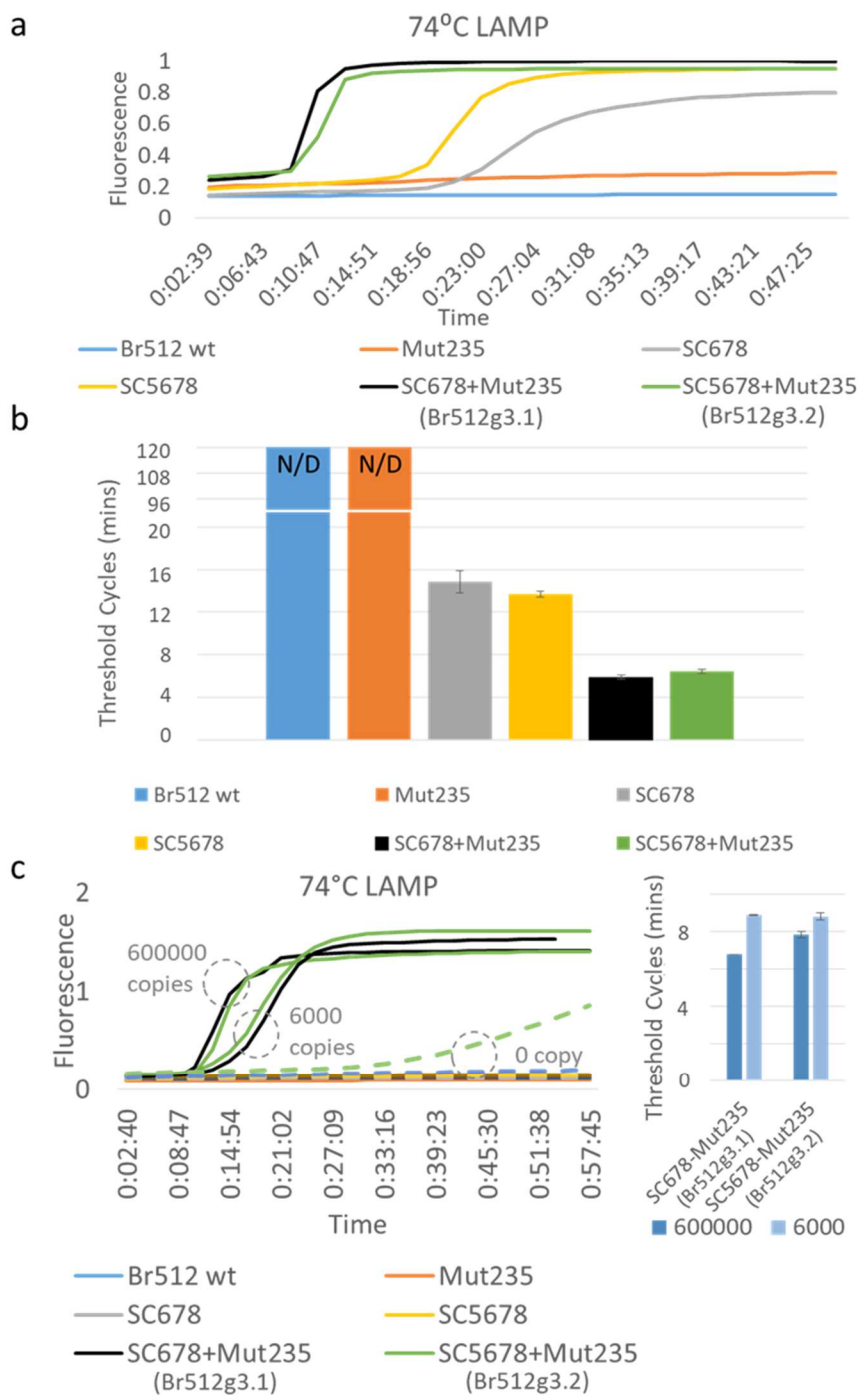 a
74°C LAMP
Fluorescence
1
0.8
0.6
0.4
0.2
0
0:02:39
0:06:43
0:10:47
0:14:51
0:18:56
0:23:00
0:27:04
0:31:08
0:35:13
0:39:17
0:43:21
0:47:25
Time
Br512 wt
Mut235
SC678
SC5678
SC678+Mut235
(Br512g3.1)
SC5678+Mut235
(Br512g3.2)
b
Threshold Cycles (mins)
120
108
96
20
16
12
8
4
0
N/D
N/D
Br512 wt
Mut235
SC678
SC5678
SC678+Mut235
SC5678+Mut235
c
74°C LAMP
Fluorescence
2
1
0
600000
copies
6000
copies
0 copy
0:02:40
0:08:47
0:14:54
0:21:02
0:27:09
0:33:16
0:39:23
0:45:30
0:51:38
0:57:45
Time
Threshold Cycles (mins)
8
4
0
SC678-Mut235
(Br512g3.1)
SC5678-Mut235
(Br512g3.2)
600000
6000
Br512 wt
Mut235
SC678
SC5678
SC678+Mut235
(Br512g3.1)
SC5678+Mut235
(Br512g3.2)